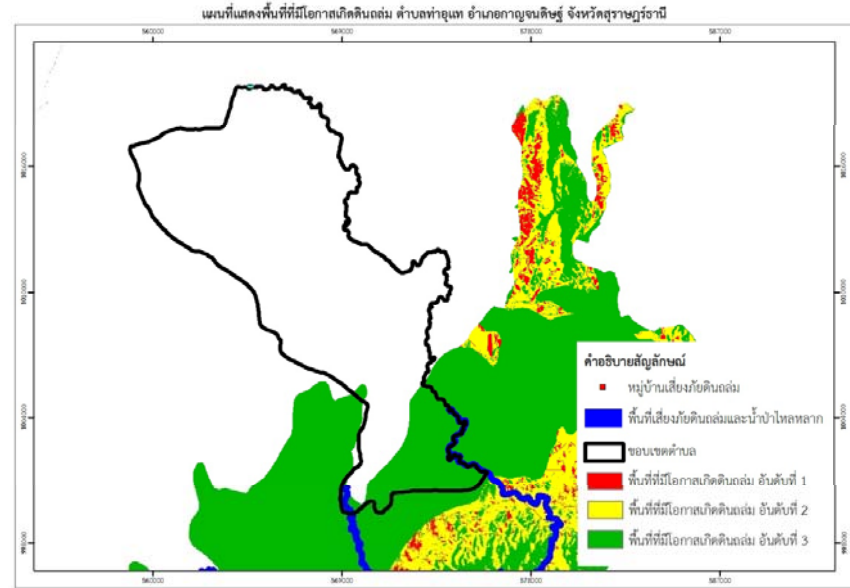 แผนที่แสดงพื้นที่ที่มีโอกาสเกิดดินถล่ม ตำบลท่าอุแท อำเภอกาญจนดิษฐ์ จังหวัดสุราษฎร์ธานี
560000 569000 578000 587000
คำอธิบายสัญลักษณ์
หมู่บ้านเสี่ยงภัยดินถล่ม
พื้นที่เสี่ยงภัยดินถล่มและน้ำป่าไหลหลาก
ขอบเขตตำบล
พื้นที่ที่มีโอกาสเกิดดินถล่ม อันดับที่ 1
พื้นที่ที่มีโอกาสเกิดดินถล่ม อันดับที่ 2
พื้นที่ที่มีโอกาสเกิดดินถล่ม อันดับที่ 3
560000 569000 578000 587000